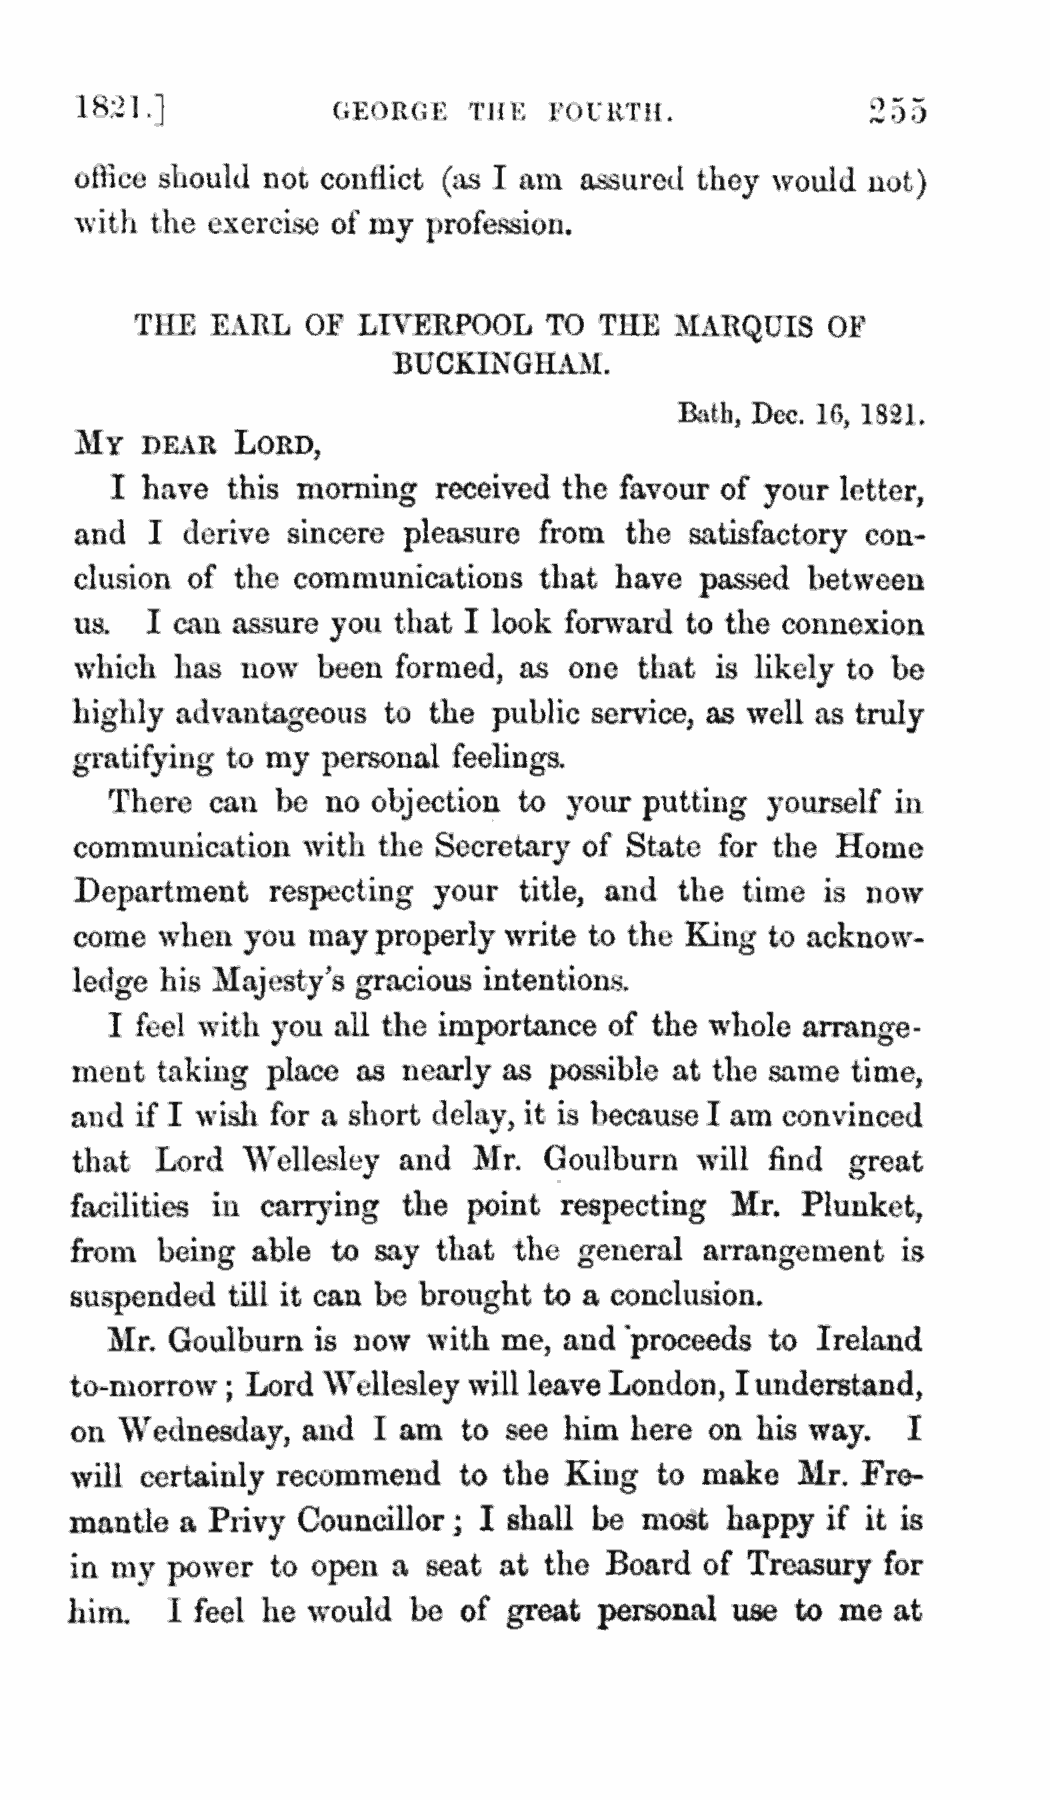 1821.] GEORGE THE FOURTH. 255
office should not conflict (as I am assured they would not)
with the exercise of my profession.
THE EARL OF LIVERPOOL TO THE MARQUIS OF
BUCKINGHAM.
Bath, Dec. 16, 1821.
MY DEAR LORD,
I have this morning received the favour of your letter,
and I derive sincere pleasure from the satisfactory con-
clusion of the communications that have passed between
us. I can assure you that I look forward to the connexion
which has now been formed, as one that is likely to be
highly advantageous to the public service, as well as truly
gratifying to my personal feelings.
There can be no objection to your putting yourself in
communication with the Secretary of State for the Home
Department respecting your title, and the time is now
come when you may properly write to the King to acknow-
ledge his Majesty's gracious intentions.
I feel with you all the importance of the whole arrange-
ment taking place as nearly as possible at the same time,
and if I wish for a short delay, it is because I am convinced
that Lord Wellesley and Mr. Goulburn will find great
facilities in carrying the point respecting Mr. Plunket,
from being able to say that the general arrangement is
suspended till it can be brought to a conclusion.
Mr. Goulburn is now with me, and proceeds to Ireland
to-morrow; Lord Wellesley will leave London, I understand,
on Wednesday, and I am to see him here on his way. I
will certainly recommend to the King to make Mr. Fre-
mantle a Privy Councillor; I shall be most happy if it is
in my power to open a seat at the Board of Treasury for
him. I feel he would be of great personal use to me at